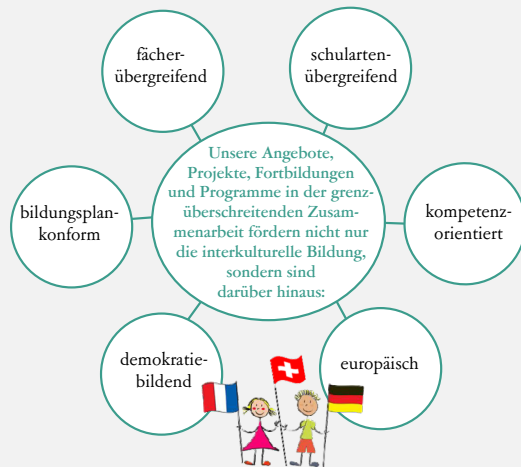 fächer-
übergreifend
schularten-
übergreifend
Unsere Angebote,
Projekte, Fortbildungen
und Programme in der grenz-
überschreitenden Zusam-
menarbeit fördern nicht nur
die interkulturelle Bildung,
sondern sind
darüber hinaus:
bildungsplan-
konform
kompetenz-
orientiert
demokratie-
bildend
europäisch